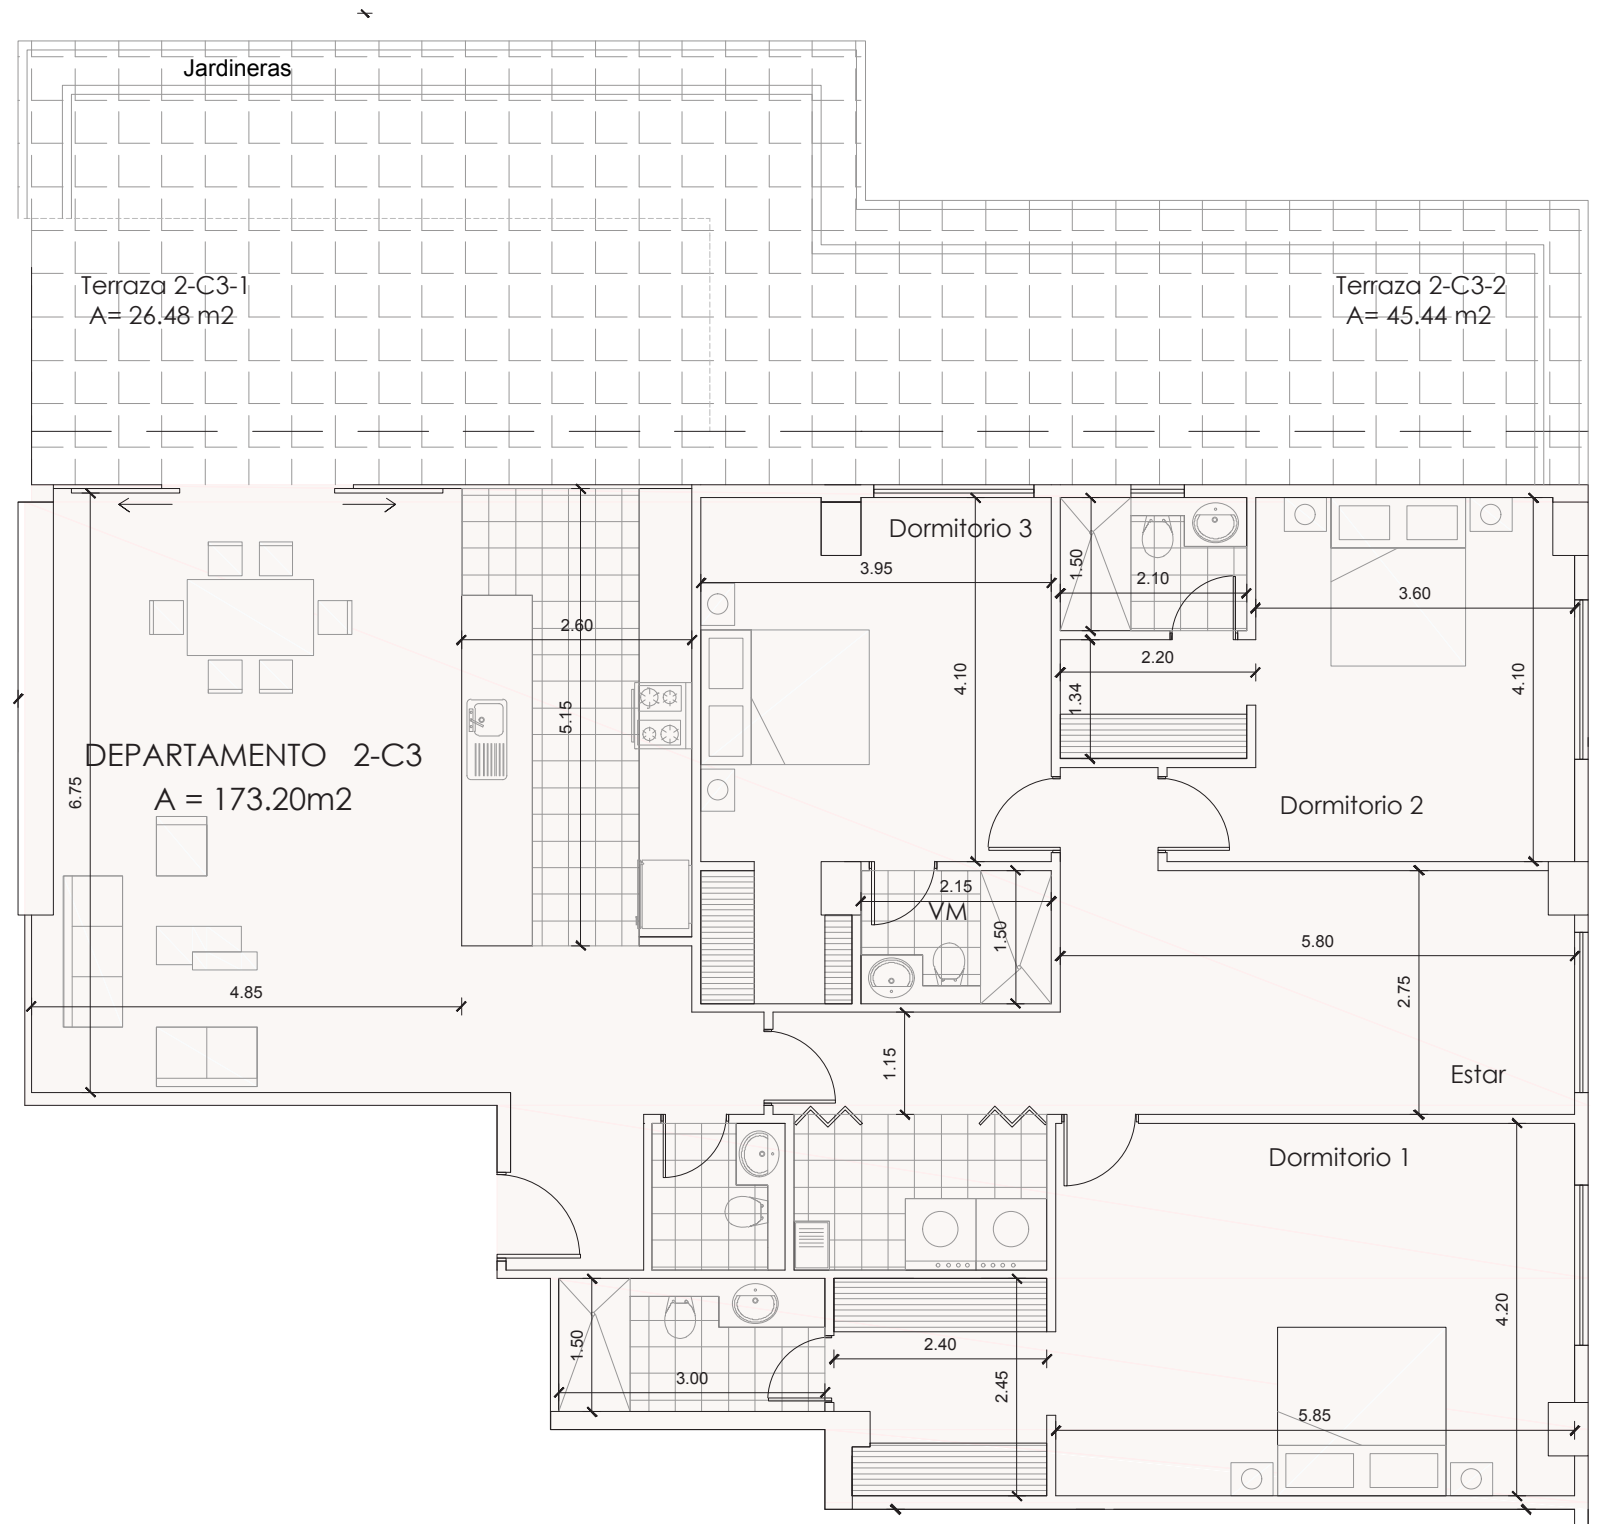 Jardineras
Terraza 2-C3-1
A= 26.48 m2
Terraza 2-C3-2
A= 45.44 m2
Dormitorio 3
3.95
1.50
2.10
3.60
2.60
2.20
4.10
4.10
1.34
5.15
DEPARTAMENTO 2-C3
A = 173.20m2
6.75
Dormitorio 2
2.15
VM
1.50
5.80
4.85
2.75
1.15
Estar
Dormitorio 1
1.50
3.00
2.40
2.45
4.20
5.85